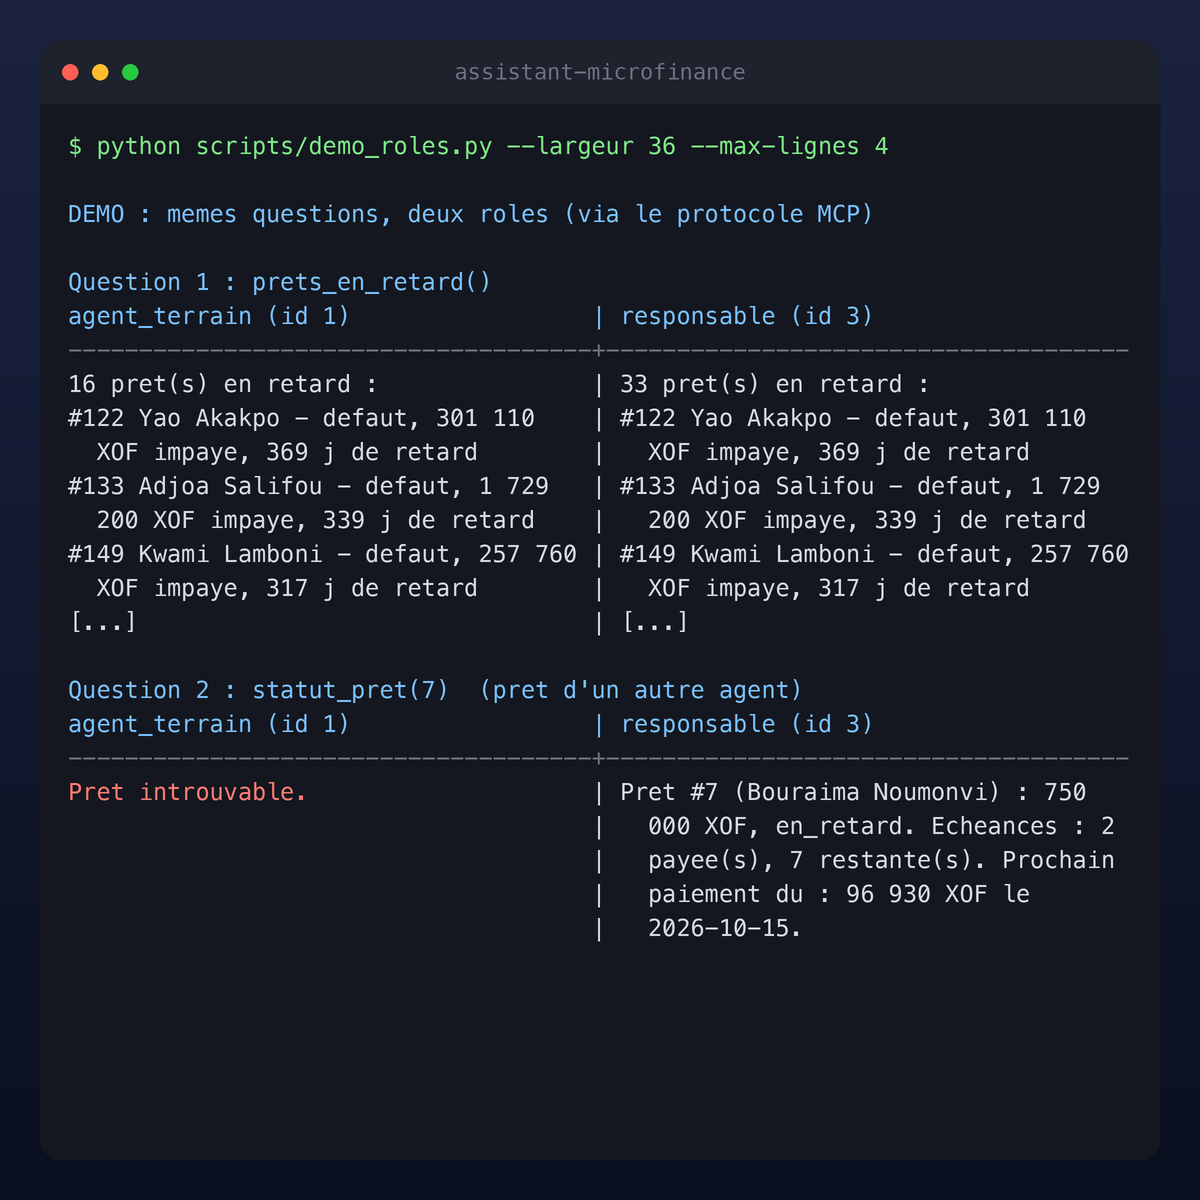 assistant-microfinance
$ python scripts/demo_roles.py --largeur 36 --max-lignes 4
DEMO : memes questions, deux roles (via le protocole MCP)
Question 1 : prets_en_retard()
agent_terrain (id 1) | responsable (id 3)
-------------------------------------+-------------------------------------
16 pret(s) en retard : | 33 pret(s) en retard :
#122 Yao Akakpo - defaut, 301 110 | #122 Yao Akakpo - defaut, 301 110
XOF impaye, 369 j de retard | XOF impaye, 369 j de retard
#133 Adjoa Salifou - defaut, 1 729 | #133 Adjoa Salifou - defaut, 1 729
200 XOF impaye, 339 j de retard | 200 XOF impaye, 339 j de retard
#149 Kwami Lamboni - defaut, 257 760 | #149 Kwami Lamboni - defaut, 257 760
XOF impaye, 317 j de retard | XOF impaye, 317 j de retard
[...] | [...]
Question 2 : statut_pret(7)  (pret d'un autre agent)
agent_terrain (id 1) | responsable (id 3)
-------------------------------------+-------------------------------------
Pret introuvable. | Pret #7 (Bouraima Noumonvi) : 750
| 000 XOF, en_retard. Echeances : 2
| payee(s), 7 restante(s). Prochain
| paiement du : 96 930 XOF le
| 2026-10-15.